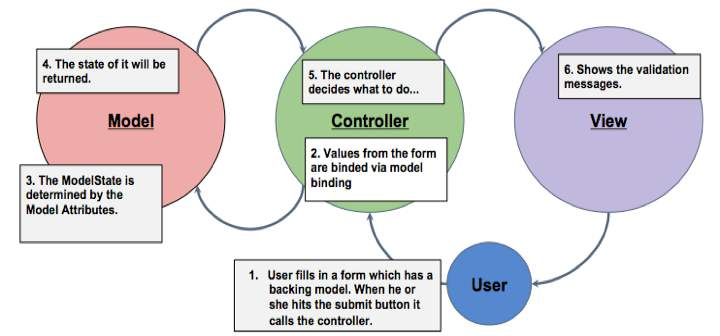 4. The state of it will be
returned.
Model
3. The ModelState is
determined by the
Model Attributes.
5. The controller
decides what to do...
Controller
2. Values from the form
are binded via model
binding
6. Shows the validation
messages.
View
1. User fills in a form which has a
backing model. When he or
she hits the submit button it
calls the controller.
User